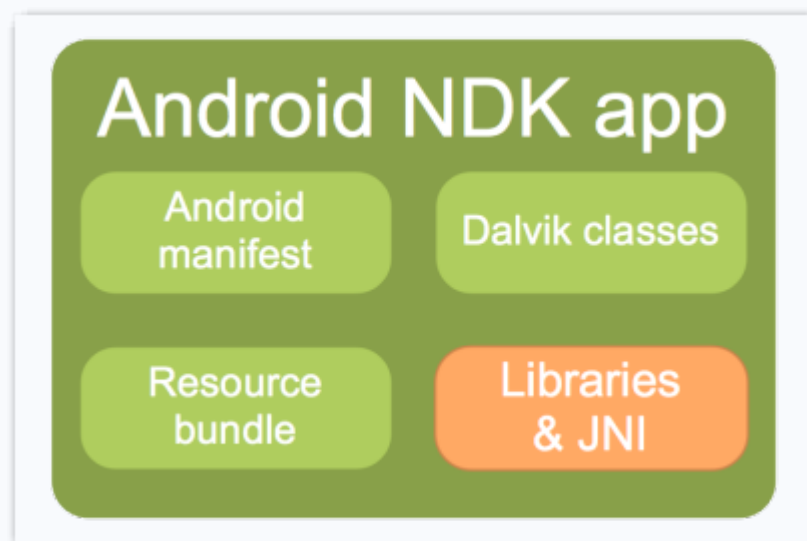 Android NDK app
Android
manifest
Dalvik classes
Resource
bundle
Libraries
& JNI